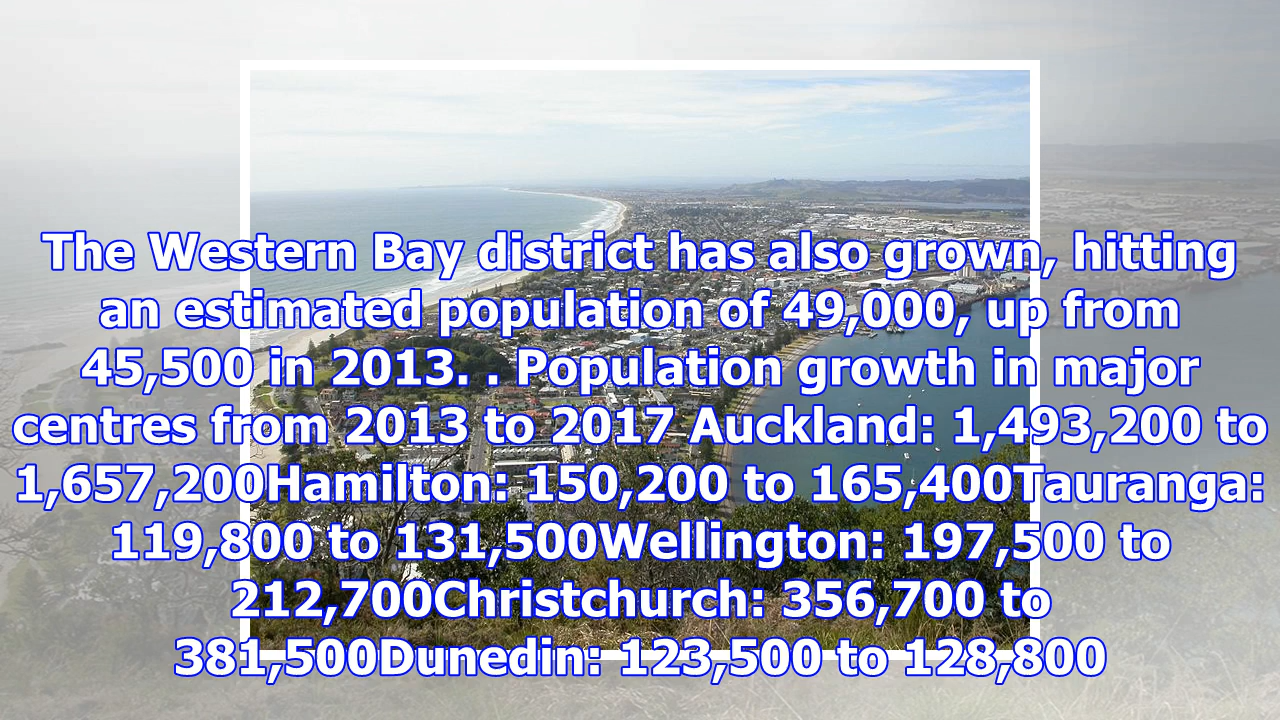 The Western Bay district has also grown, hitting
an estimated population of 49,000, up from
45,500 in 2013. . Population growth in major
centres from 2013 to 2017 Auckland: 1,493,200 to
1,657,200Hamilton: 150,200 to 165,400Tauranga:
119,800 to 131,500Wellington: 197,500 to
212,700Christchurch: 356,700 to
381,500Dunedin: 123,500 to 128,800